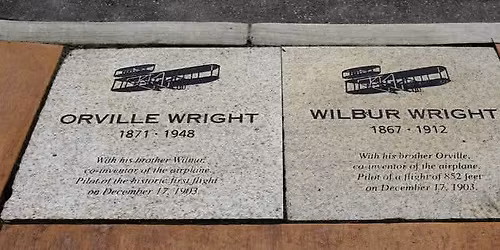 ORVILLE WRIGHT
1871 · 1948
With his brother Wilbur,
co-inventor of the airplane.
Pilot of the historic first flight
on December 17, 1903.
WILBUR WRIGHT
1867 · 1912
With his brother Orville,
co-inventor of the airplane.
Pilot of a flight of 852 feet
on December 17, 1903.